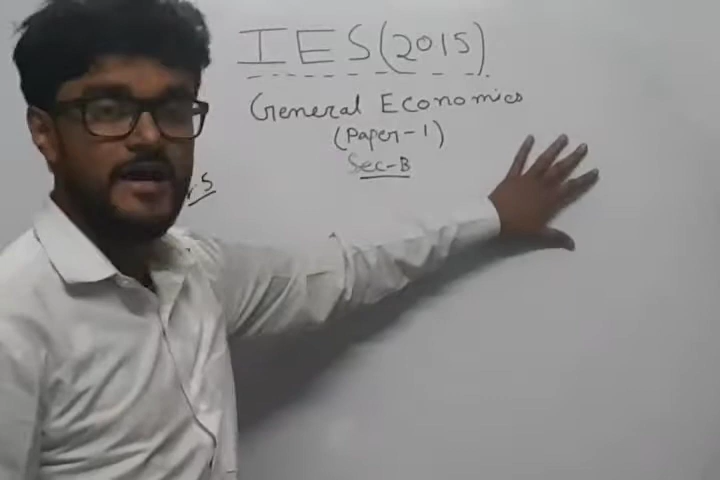 IES(2015)
General Economics
(Paper-1)
Sec-B